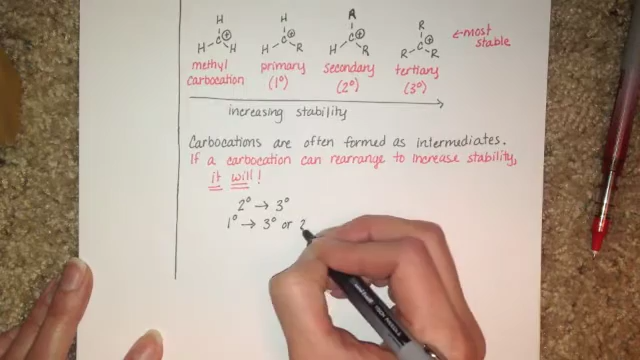 H H R R
C⊕ C⊕ C⊕ C⊕ ←most stable
H H H R H R R R
methyl carbocation primary (1°) secondary (2°) tertiary (3°)
increasing stability
Carbocations are often formed as intermediates.
If a carbocation can rearrange to increase stability,
it will!
2° → 3°
1° → 3° or 2